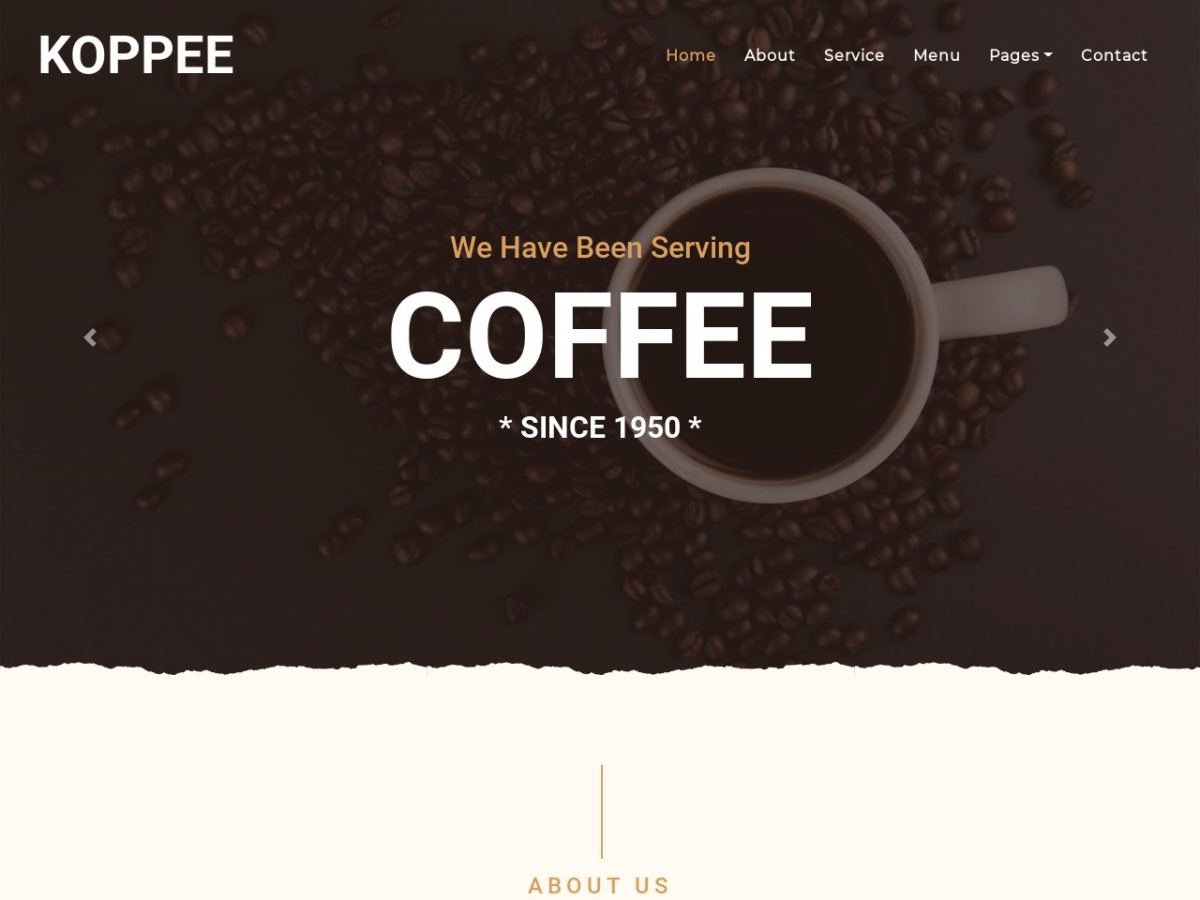 KOPPEE
Home About Service Menu Pages Contact
We Have Been Serving
COFFEE
* SINCE 1950 *
ABOUT US